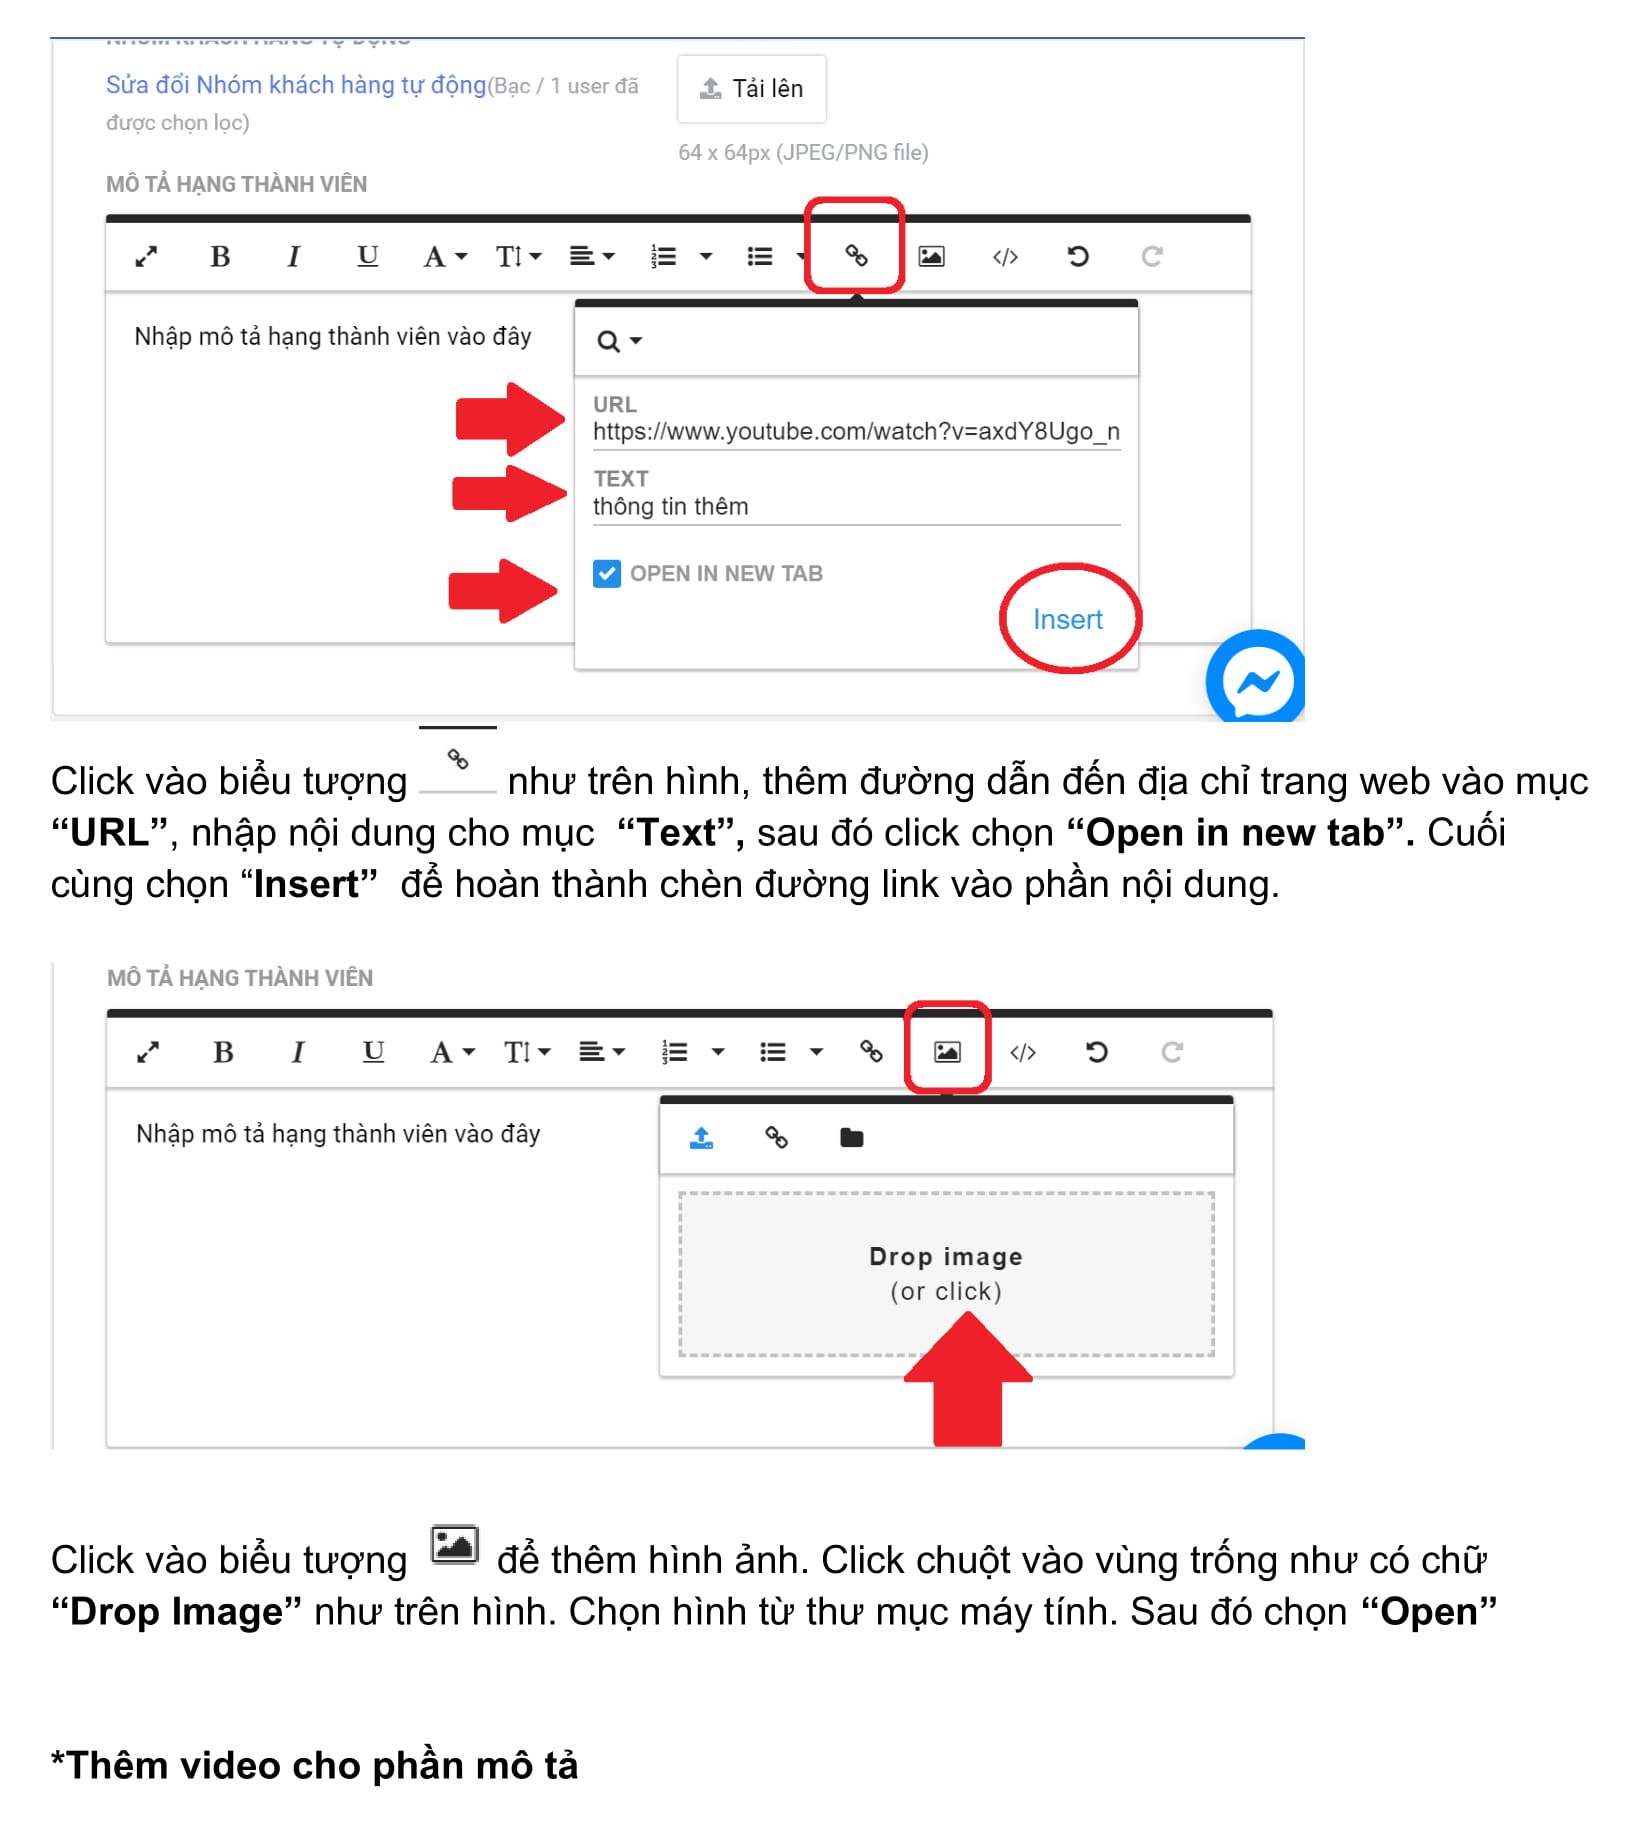 Sửa đổi Nhóm khách hàng tự động(Bạc / 1 user đã
được chọn lọc)
Tải lên
64 x 64px (JPEG/PNG file)
MÔ TẢ HẠNG THÀNH VIÊN
Nhập mô tả hạng thành viên vào đây
URL
https://www.youtube.com/watch?v=axdY8Ugo_n
TEXT
thông tin thêm
OPEN IN NEW TAB
Insert
Click vào biểu tượng như trên hình, thêm đường dẫn đến địa chỉ trang web vào mục
“URL”, nhập nội dung cho mục “Text”, sau đó click chọn “Open in new tab”. Cuối
cùng chọn “Insert” để hoàn thành chèn đường link vào phần nội dung.
MÔ TẢ HẠNG THÀNH VIÊN
Nhập mô tả hạng thành viên vào đây
Drop image
(or click)
Click vào biểu tượng để thêm hình ảnh. Click chuột vào vùng trống như có chữ
“Drop Image” như trên hình. Chọn hình từ thư mục máy tính. Sau đó chọn “Open”
*Thêm video cho phần mô tả